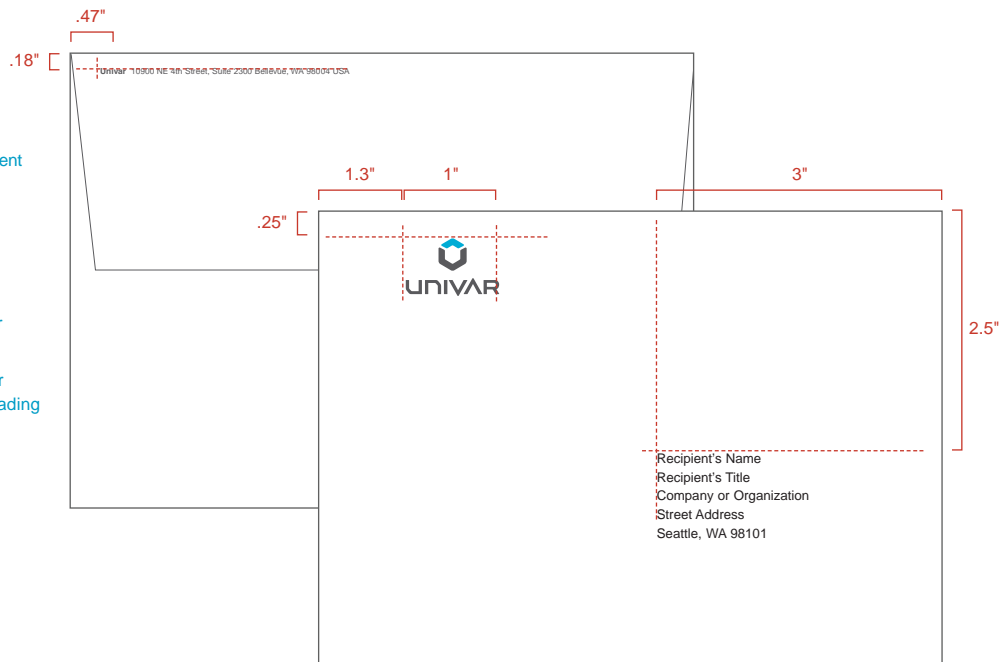 .47"
.18"
Univar 10900 NE 4th Street, Suite 2300 Bellevue, WA 98004 USA
1.3"
1"
3"
.25"
UNIVAR
2.5"
Recipient's Name
Recipient's Title
Company or Organization
Street Address
Seattle, WA 98101